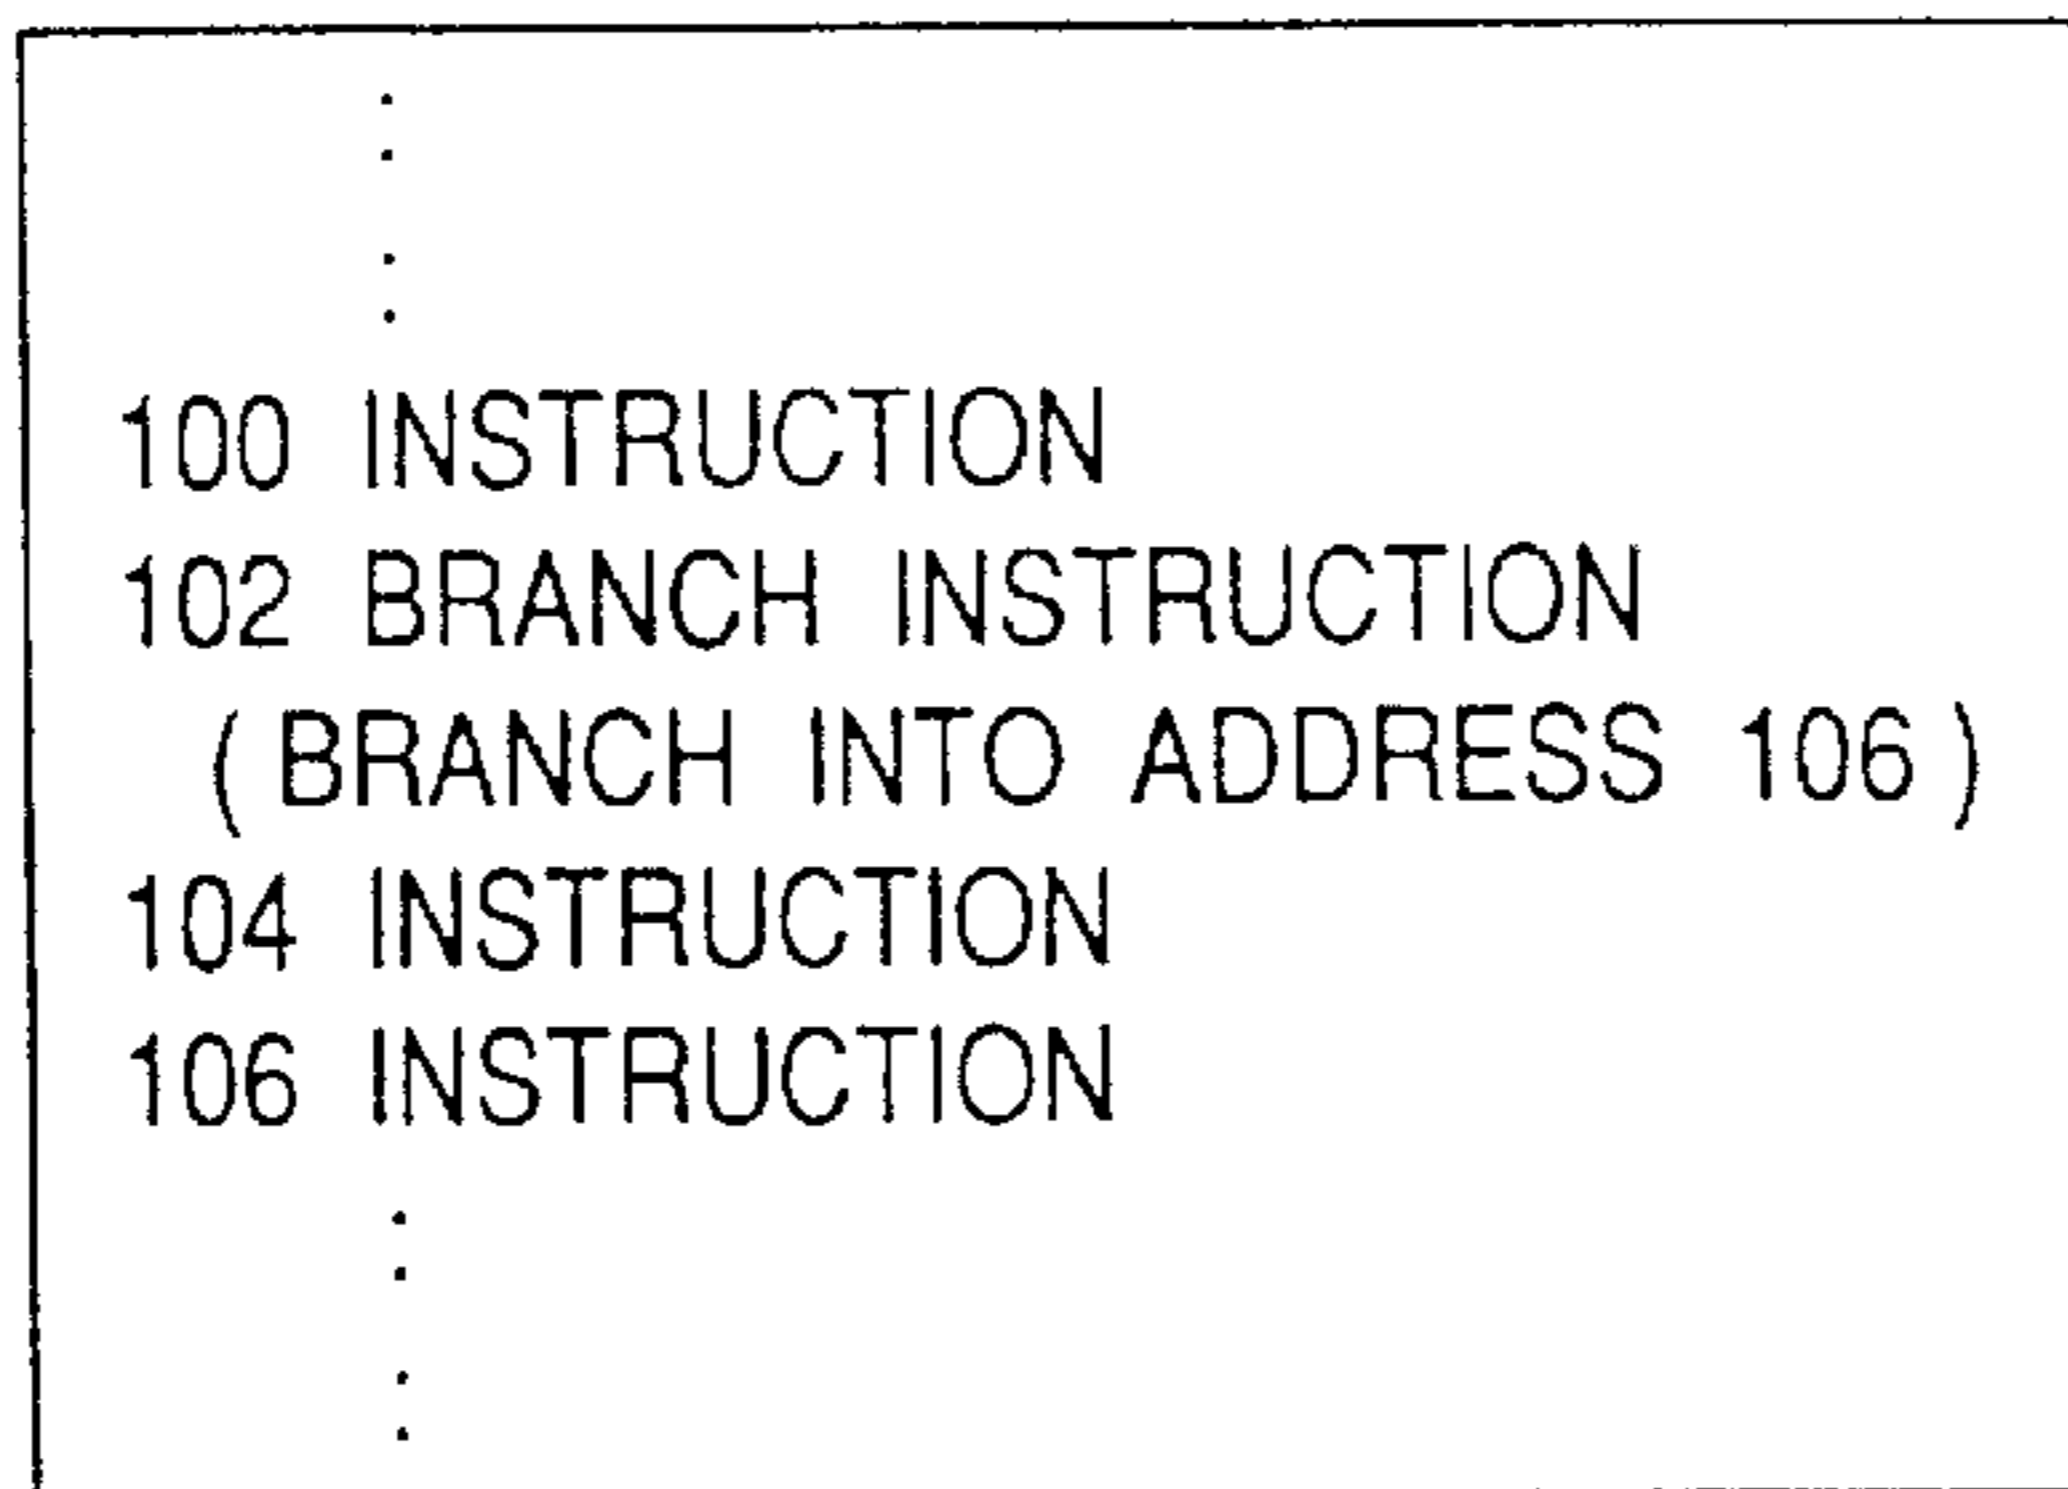 100 INSTRUCTION
102 BRANCH INSTRUCTION
( BRANCH INTO ADDRESS 106 )
104 INSTRUCTION
106 INSTRUCTION